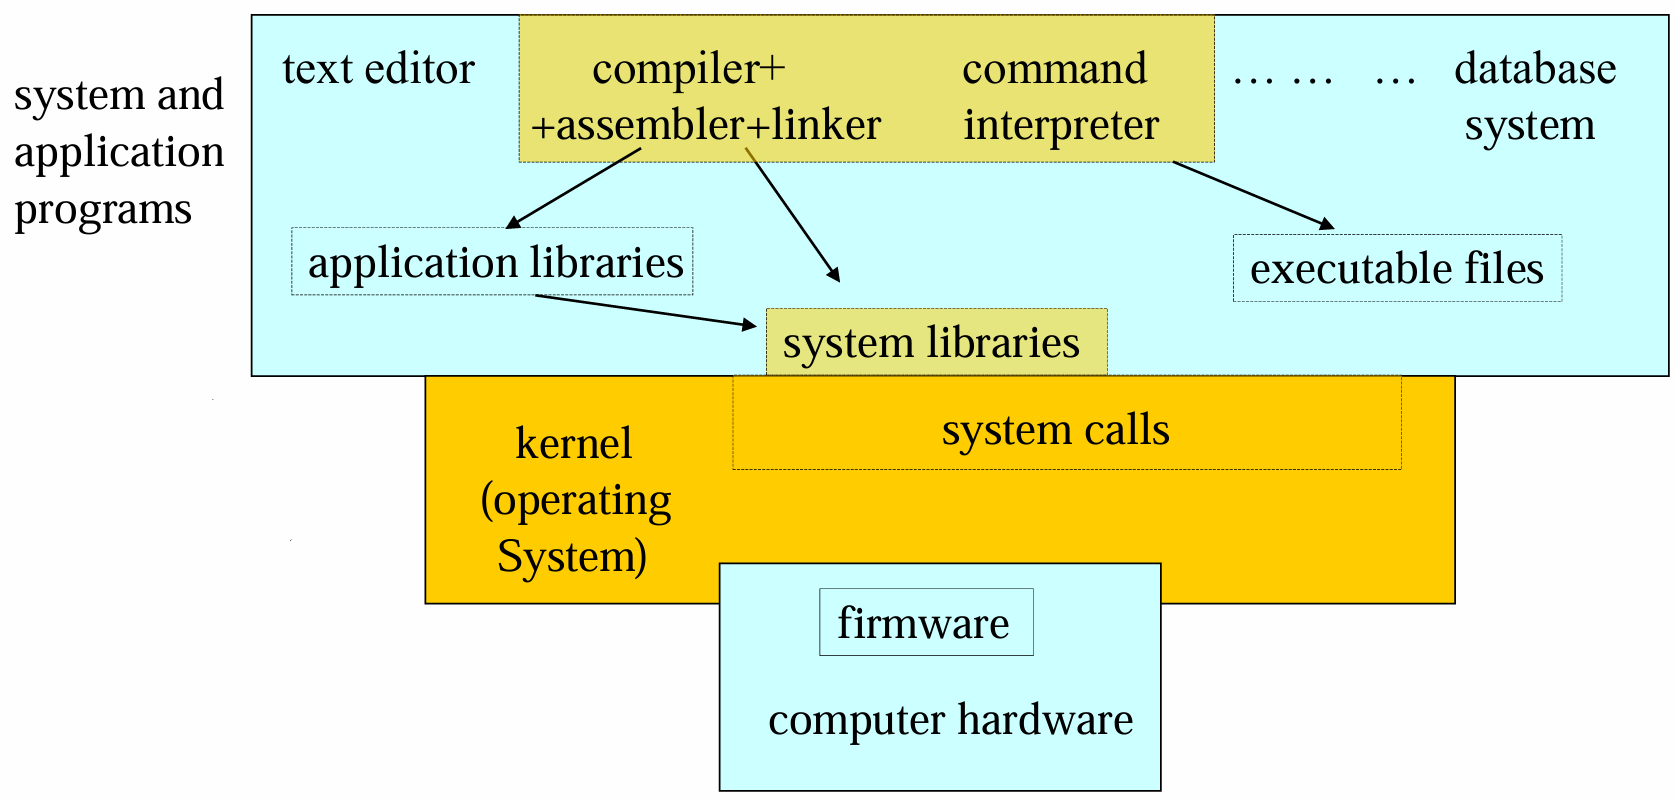 system and
application
programs
text editor
compiler+
+assembler+linker
command
interpreter
… … …
database
system
application libraries
executable files
system libraries
system calls
kernel
(operating
System)
firmware
computer hardware